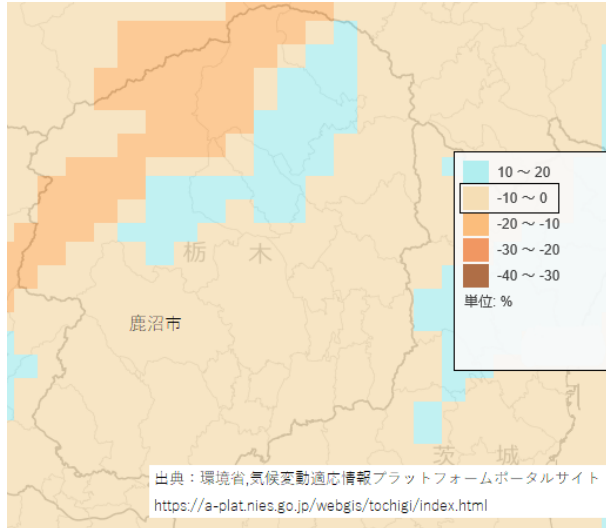 10 ～ 20
-10 ～ 0
-20 ～ -10
-30 ～ -20
-40 ～ -30
単位: %
栃 木
鹿沼市
茨 城
出典：環境省,気候変動適応情報プラットフォームポータルサイト
https://a-plat.nies.go.jp/webgis/tochigi/index.html